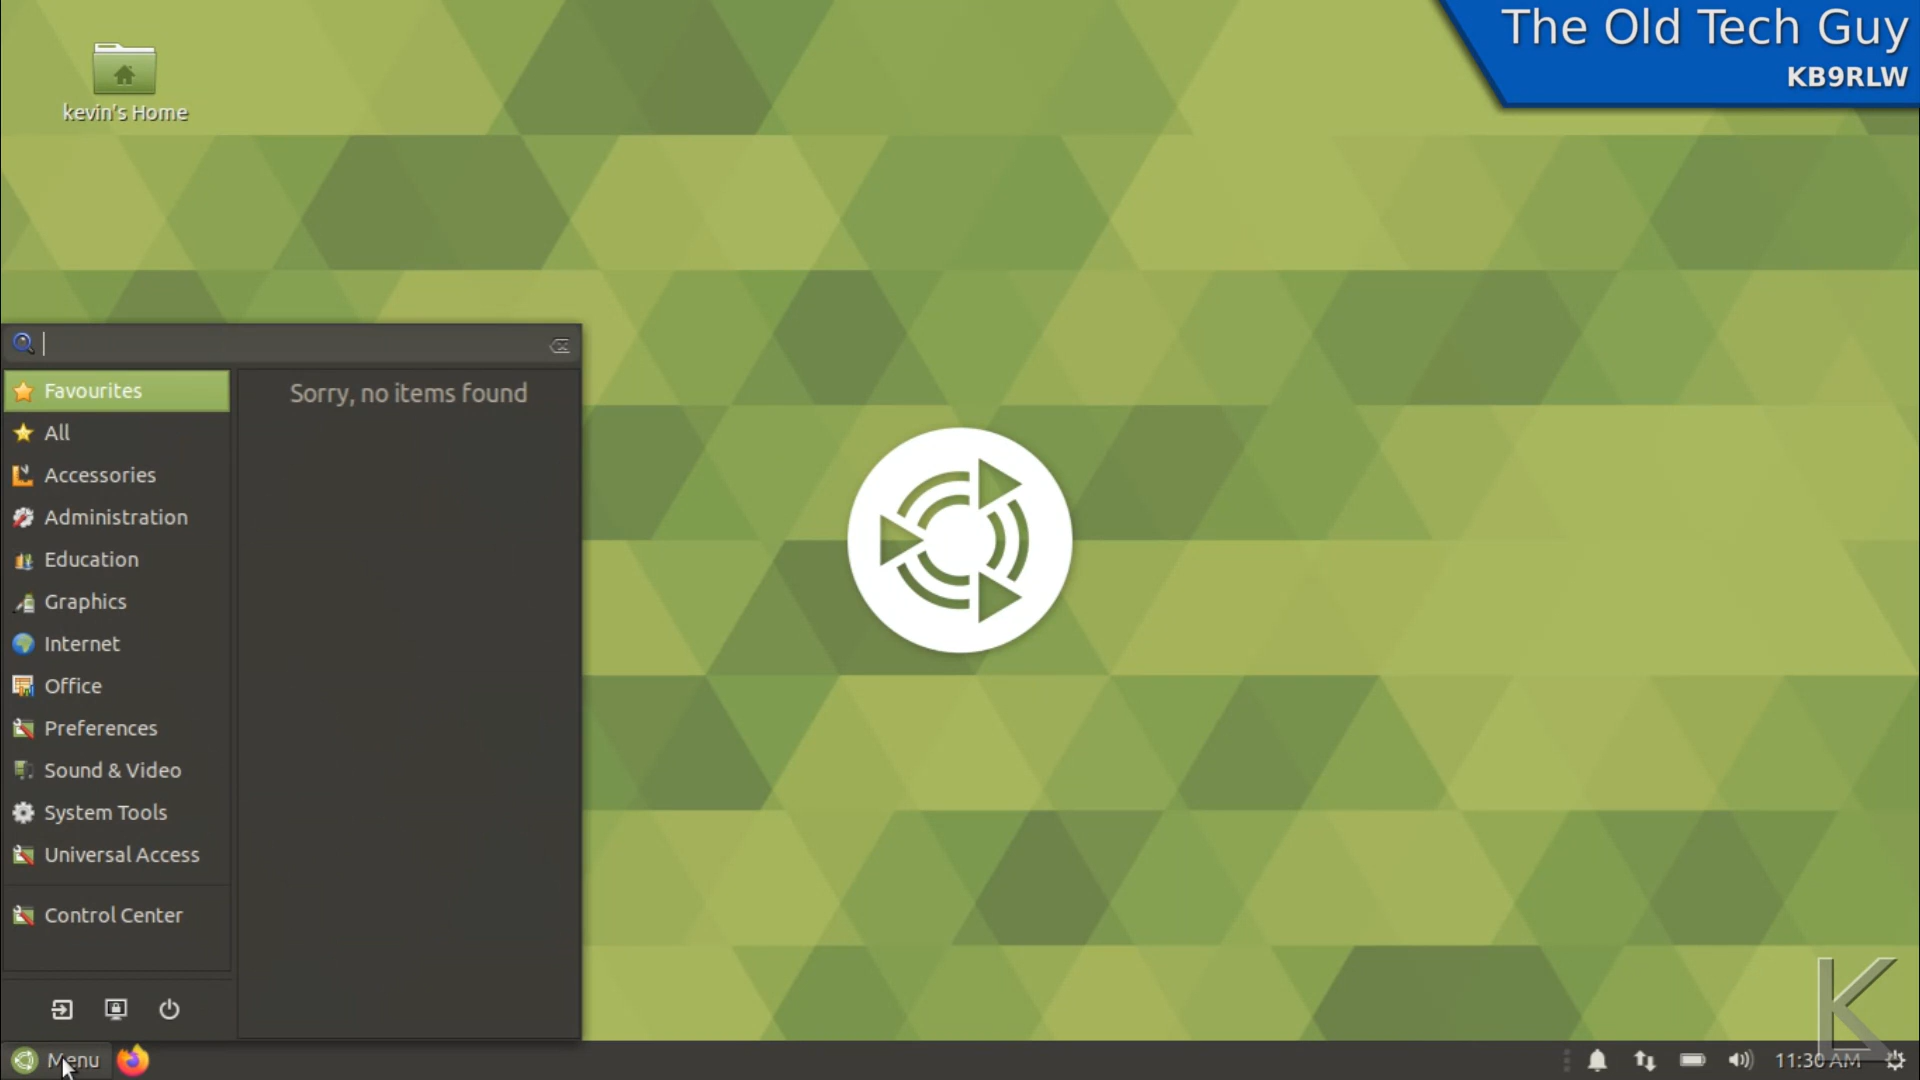 The Old Tech Guy
KB9RLW
kevin's Home
Favourites
Sorry, no items found
All
Accessories
Administration
Education
Graphics
Internet
Office
Preferences
Sound & Video
System Tools
Universal Access
Control Center
K
Menu
11:30 AM